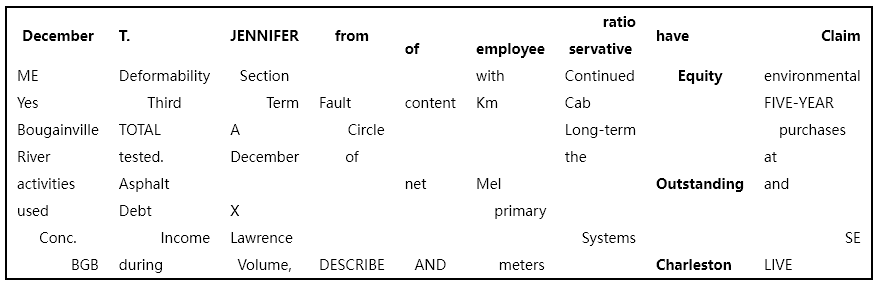 December T. JENNIFER from of employee ratio servative have Claim
ME Deformability Section with Continued Equity environmental
Yes Third Term Fault content Km Cab FIVE-YEAR
Bougainville TOTAL A Circle Long-term purchases
River tested. December of the at
activities Asphalt net Mel Outstanding and
used Debt X primary
Conc. Income Lawrence Systems SE
BGB during Volume, DESCRIBE AND meters Charleston LIVE